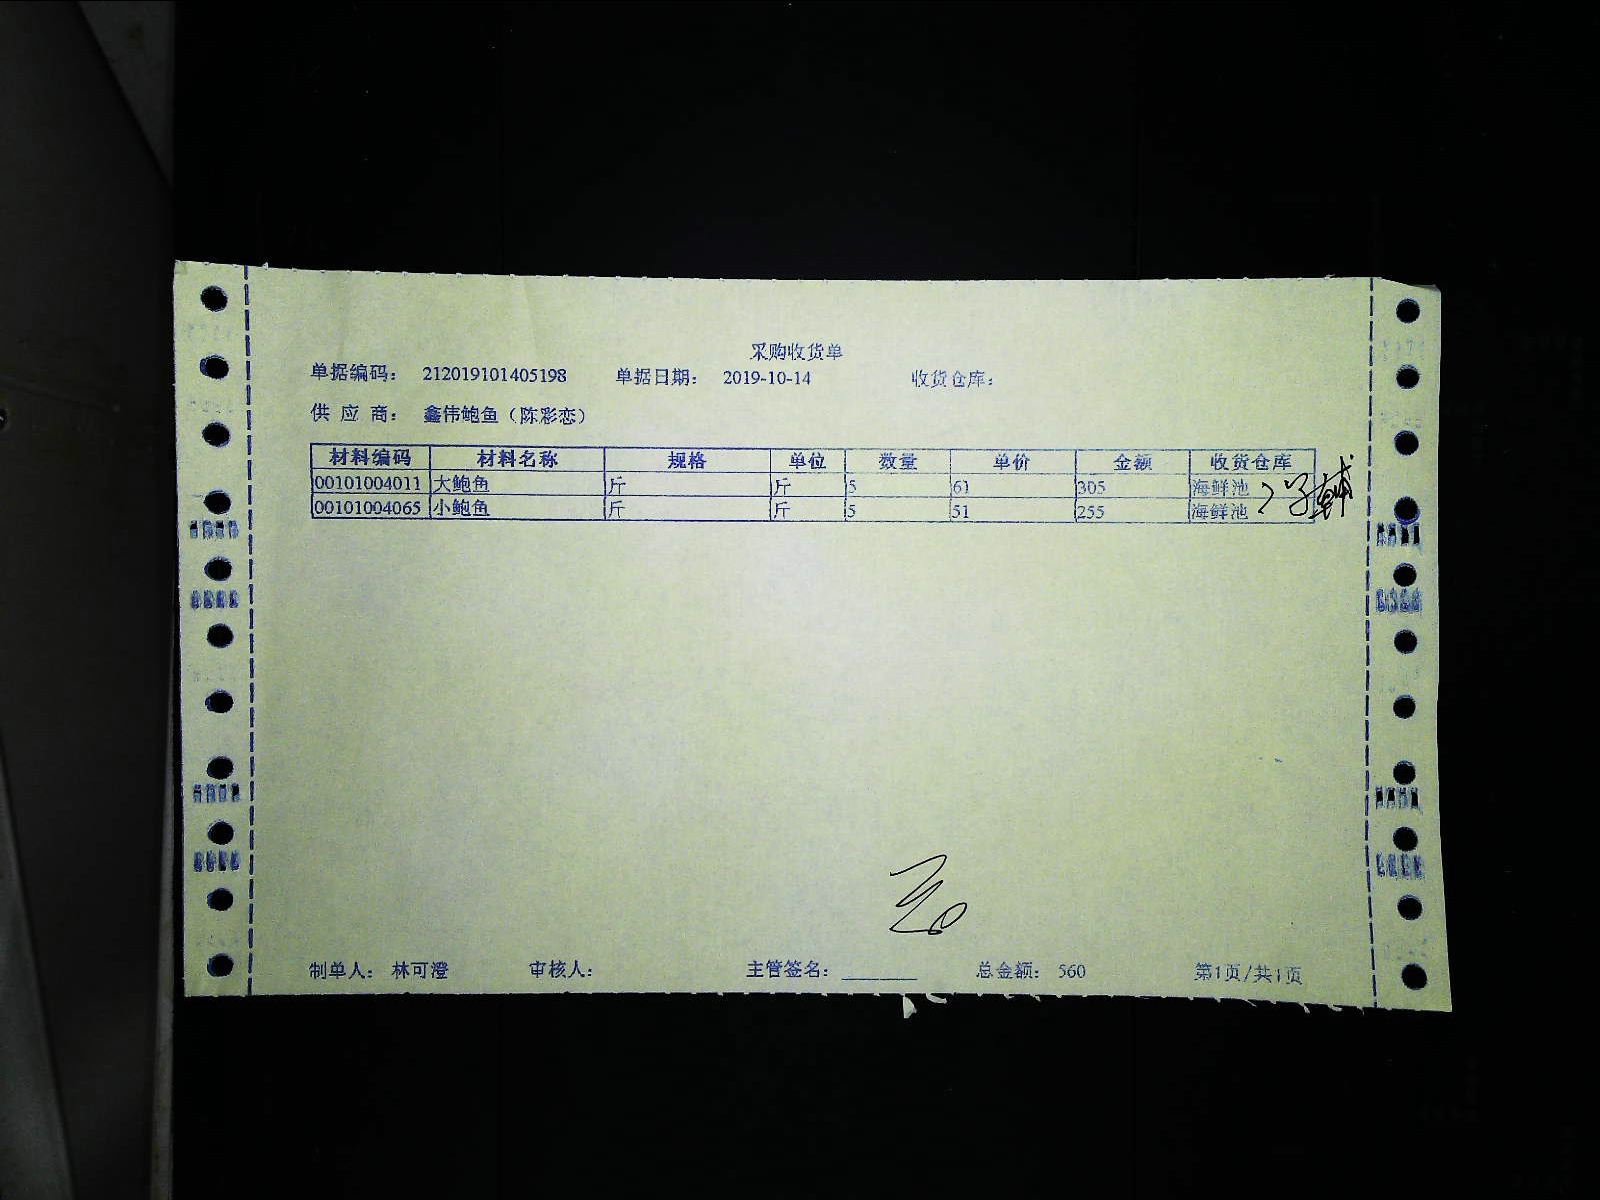 采购收货单
单据编码： 212019101405198 单据日期： 2019-10-14 收货仓库：
供 应 商： 鑫伟鲍鱼（陈彩恋）
材料编码 材料名称 规格 单位 数量 单价 金额 收货仓库
00101004011 大鲍鱼 斤 斤 5 61 305 海鲜池
00101004065 小鲍鱼 斤 斤 5 51 255 海鲜池
制单人： 林可澄 审核人： 主管签名： 总金额： 560 第1页/共1页